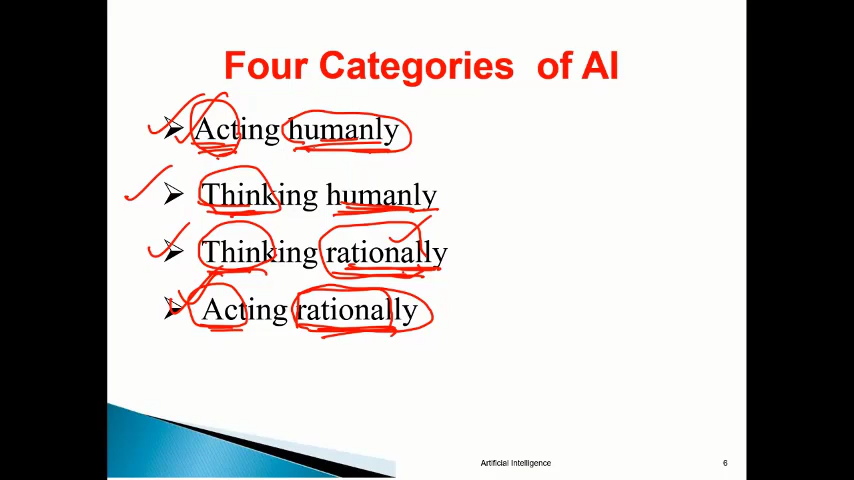 Four Categories of AI
Acting humanly
Thinking humanly
Thinking rationally
Acting rationally
Artificial Intelligence
6